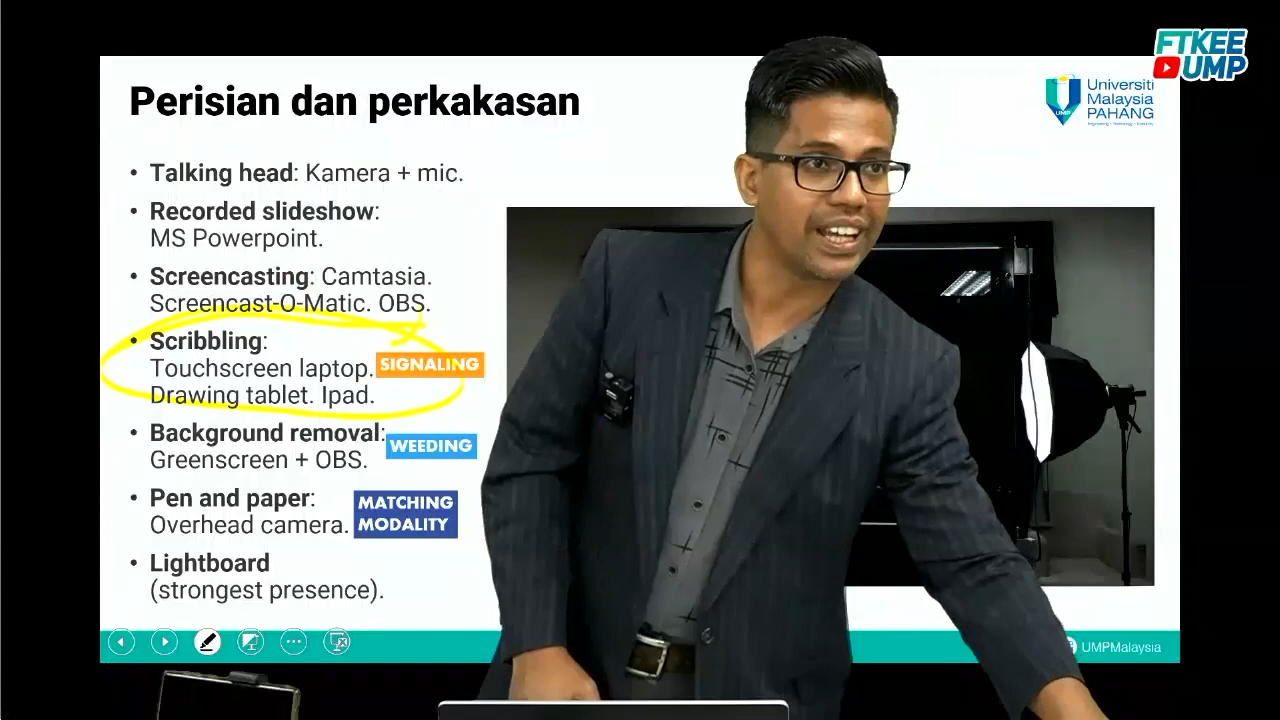 FTKEE
UMP
Perisian dan perkakasan
Universiti
Malaysia
PAHANG
UMP
• Talking head: Kamera + mic.
• Recorded slideshow:
MS Powerpoint.
• Screencasting: Camtasia.
Screencast-O-Matic. OBS.
• Scribbling:
Touchscreen laptop.
SIGNALING
Drawing tablet. Ipad.
• Background removal:
WEEDING
Greenscreen + OBS.
• Pen and paper:
MATCHING
MODALITY
Overhead camera.
• Lightboard
(strongest presence).
UMPMalaysia